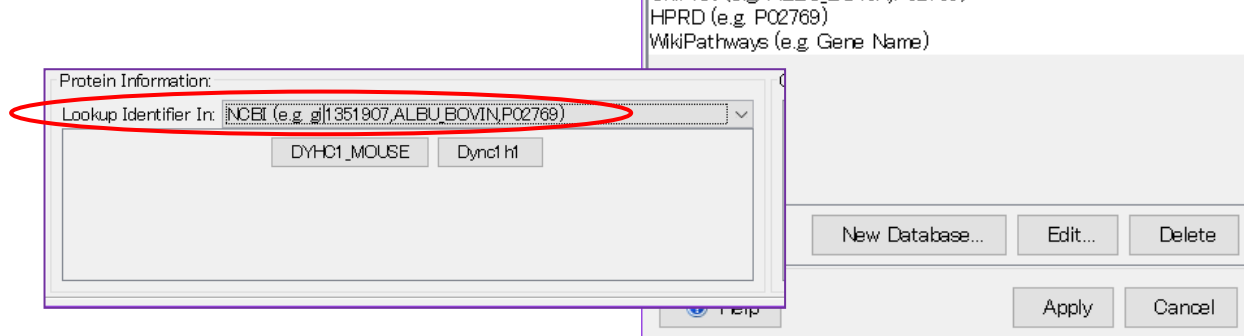 HPRD (e.g. P02769)
WikiPathways (e.g. Gene Name)
Protein Information:
Lookup Identifier In: NCBI (e.g. gi|1351907,ALBU_BOVIN,P02769)
DYHC1_MOUSE Dync1h1
New Database... Edit... Delete
Help Apply Cancel